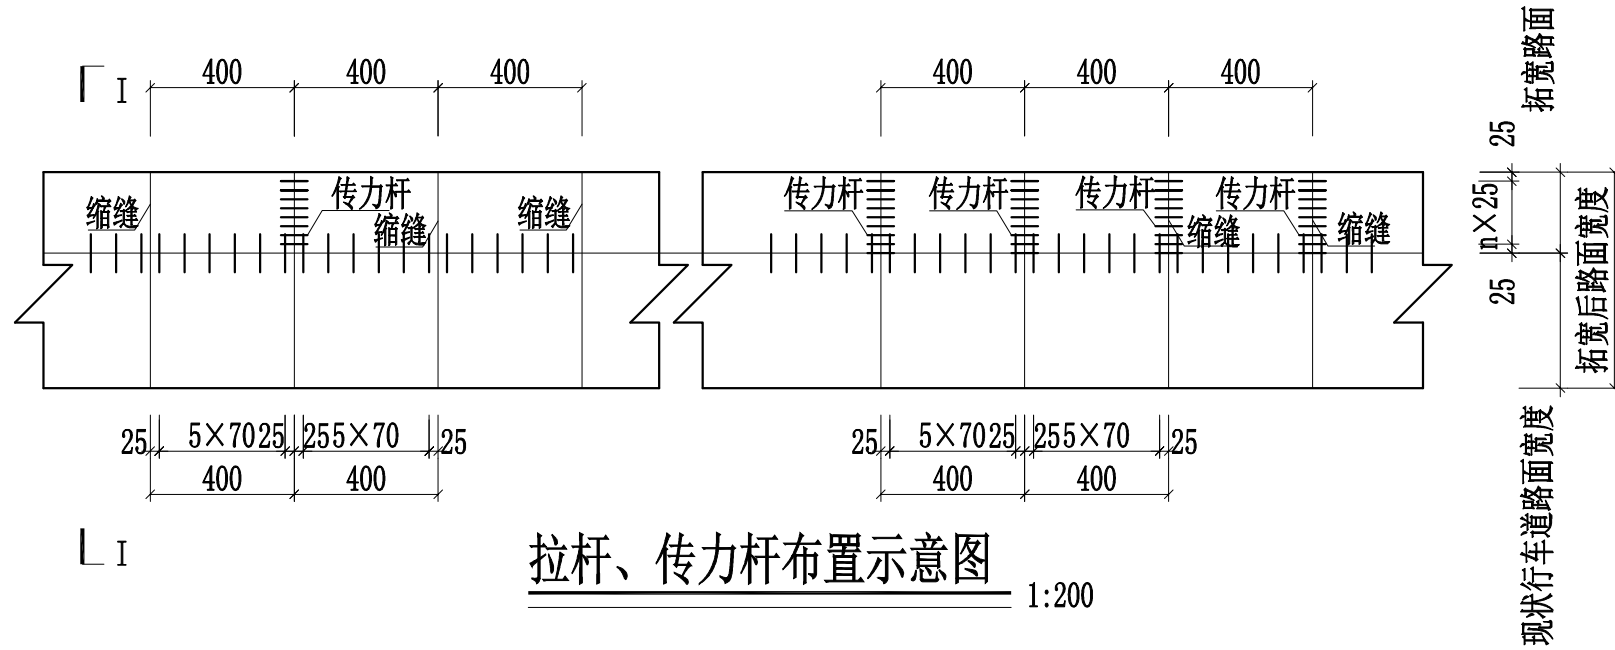 400 400 400 400 400 400
I
传力杆 传力杆 传力杆 传力杆 传力杆
缩缝 缩缝 缩缝 缩缝 缩缝
25 5×70 25 25 5×70 25 25 5×70 25 25 5×70 25
400 400 400 400
I
拉杆、传力杆布置示意图 1:200
拓宽路面
25
n×25
25
拓宽后路面宽度
现状行车道路面宽度